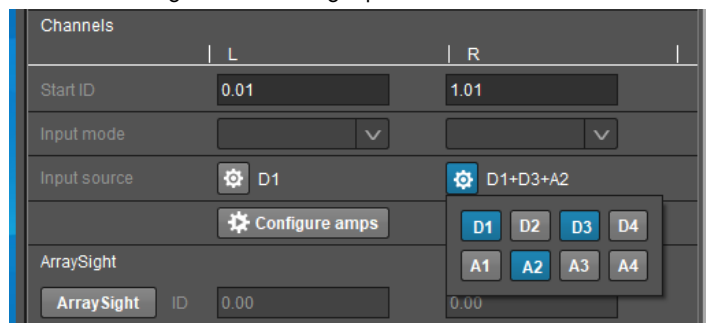 Channels
L R
Start ID 0.01 1.01
Input mode
Input source D1 D1+D3+A2
Configure amps
D1 D2 D3 D4
ArraySight
A1 A2 A3 A4
ArraySight ID 0.00 0.00